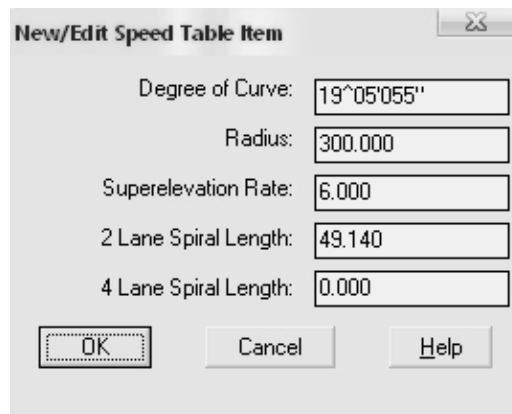 New/Edit Speed Table Item
Degree of Curve: 19^05'055"
Radius: 300.000
Superelevation Rate: 6.000
2 Lane Spiral Length: 49.140
4 Lane Spiral Length: 0.000
OK Cancel Help